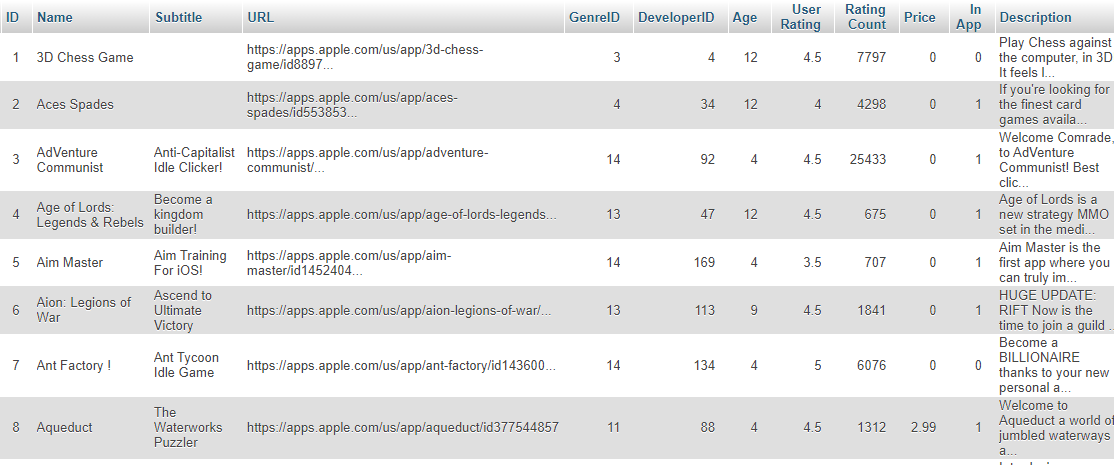 ID Name Subtitle URL GenreID DeveloperID Age User Rating Rating Count Price In App Description
1 3D Chess Game https://apps.apple.com/us/app/3d-chess-game/id8897... 3 4 12 4.5 7797 0 0 Play Chess against the computer, in 3D It feels l...
2 Aces Spades https://apps.apple.com/us/app/aces-spades/id553853... 4 34 12 4 4298 0 1 If you're looking for the finest card games availa...
3 AdVenture Communist Anti-Capitalist Idle Clicker! https://apps.apple.com/us/app/adventure-communist/... 14 92 4 4.5 25433 0 1 Welcome Comrade, to AdVenture Communist! Best clic...
4 Age of Lords: Legends & Rebels Become a kingdom builder! https://apps.apple.com/us/app/age-of-lords-legends... 13 47 12 4.5 675 0 1 Age of Lords is a new strategy MMO set in the medi...
5 Aim Master Aim Training For iOS! https://apps.apple.com/us/app/aim-master/id1452404... 14 169 4 3.5 707 0 1 Aim Master is the first app where you can truly im...
6 Aion: Legions of War Ascend to Ultimate Victory https://apps.apple.com/us/app/aion-legions-of-war/... 13 113 9 4.5 1841 0 1 HUGE UPDATE: RIFT Now is the time to join a guild ..
7 Ant Factory ! Ant Tycoon Idle Game https://apps.apple.com/us/app/ant-factory/id143600... 14 134 4 5 6076 0 0 Become a BILLIONAIRE thanks to your new personal a...
8 Aqueduct The Waterworks Puzzler https://apps.apple.com/us/app/aqueduct/id377544857 11 88 4 4.5 1312 2.99 1 Welcome to Aqueduct a world of jumbled waterways a...